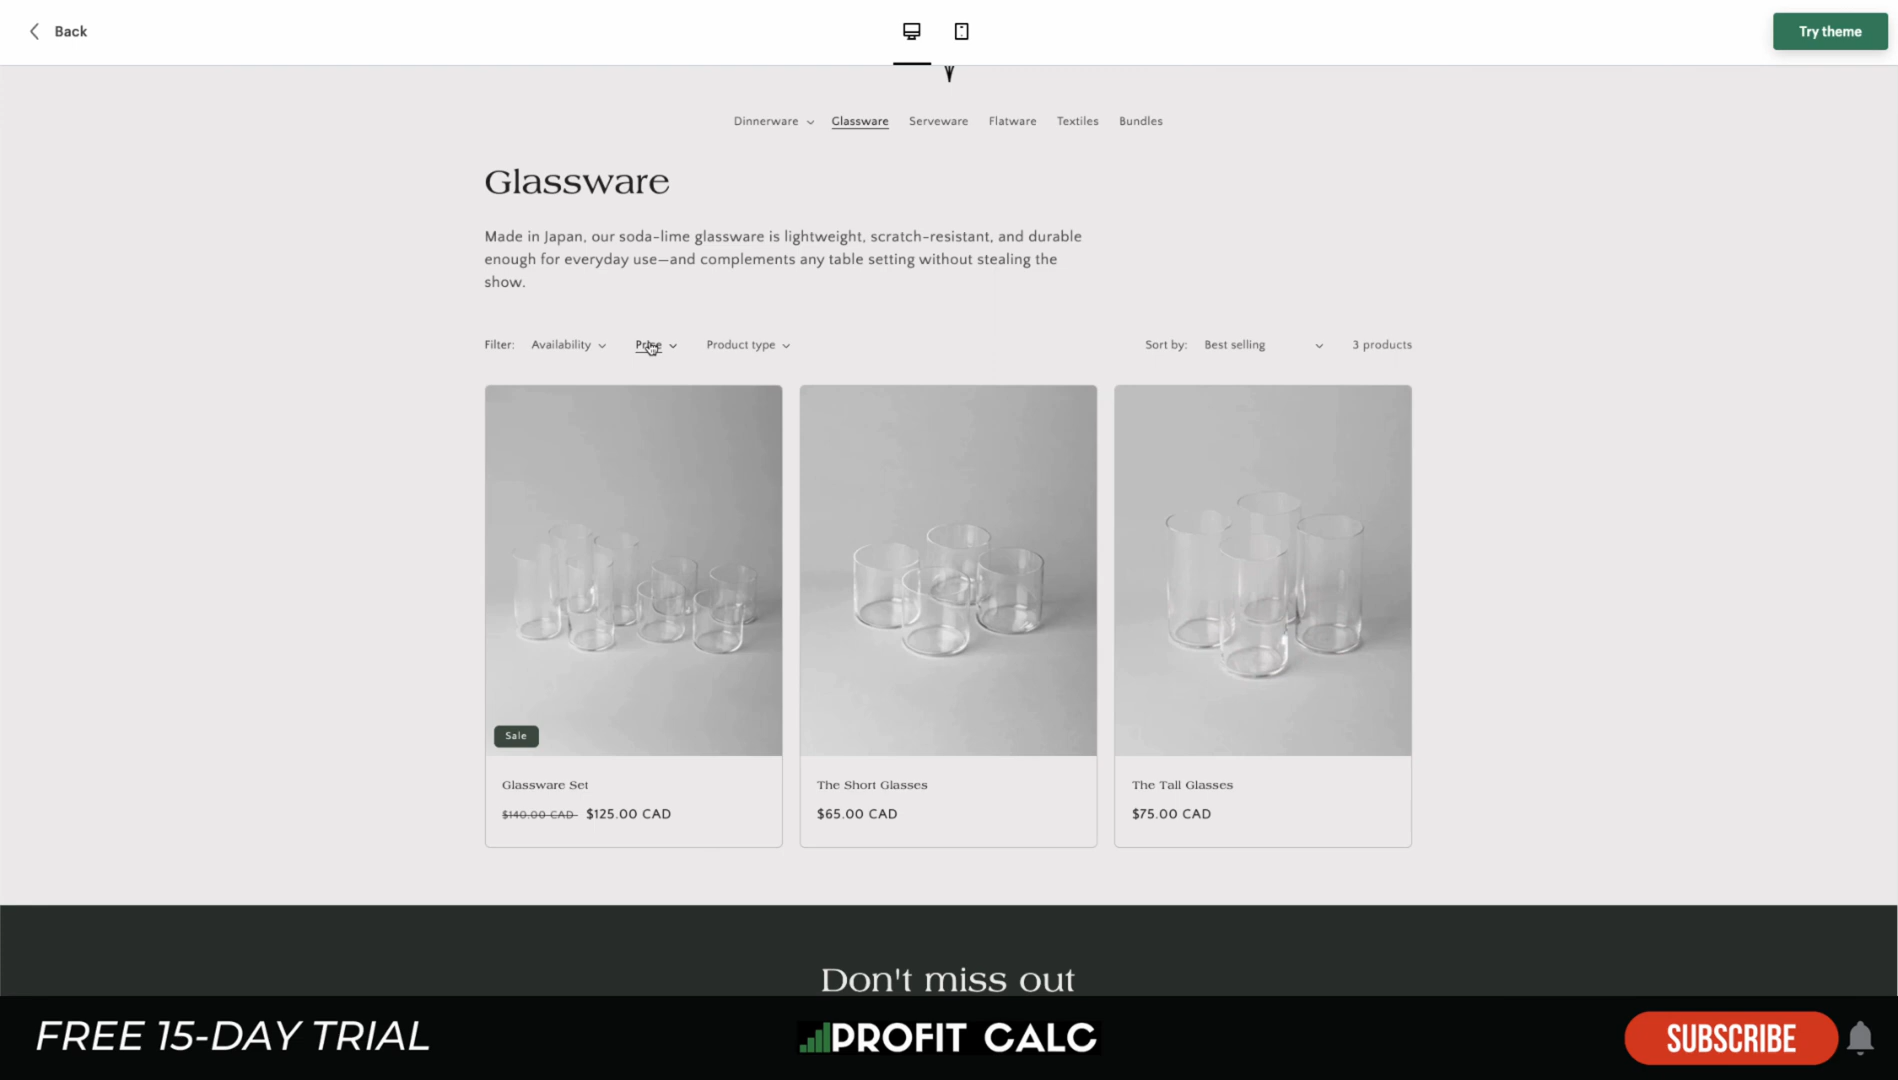 Back
Try theme
Dinnerware Glassware Serveware Flatware Textiles Bundles
Glassware
Made in Japan, our soda-lime glassware is lightweight, scratch-resistant, and durable
enough for everyday use—and complements any table setting without stealing the
show.
Filter: Availability Price Product type Sort by: Best selling 3 products
Sale
Glassware Set
$140.00 CAD $125.00 CAD
The Short Glasses
$65.00 CAD
The Tall Glasses
$75.00 CAD
Don't miss out
FREE 15-DAY TRIAL PROFIT CALC SUBSCRIBE